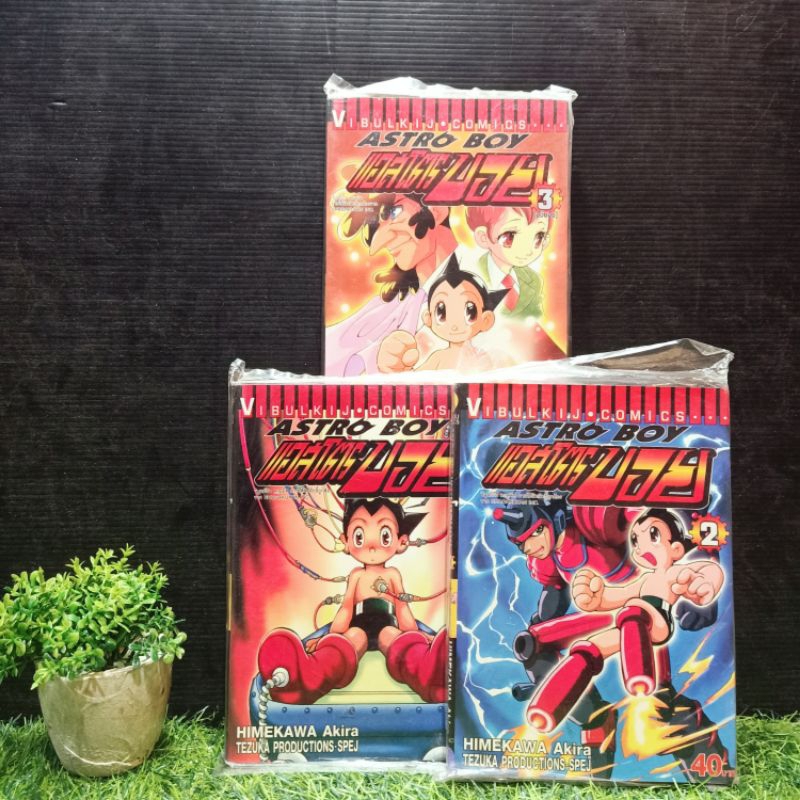 VIBULKIJ•COMICS•••
ASTRO BOY
แอสโตรบอย
3
VIBULKIJ•COMICS
ASTRO BOY
แอสโตรบอย
HIMEKAWA Akira
TEZUKA PRODUCTIONS·SPEJ
VIBULKIJ•COMICS•••
ASTRO BOY
แอสโตรบอย
2
HIMEKAWA Akira
TEZUKA PRODUCTIONS·SPEJ
40